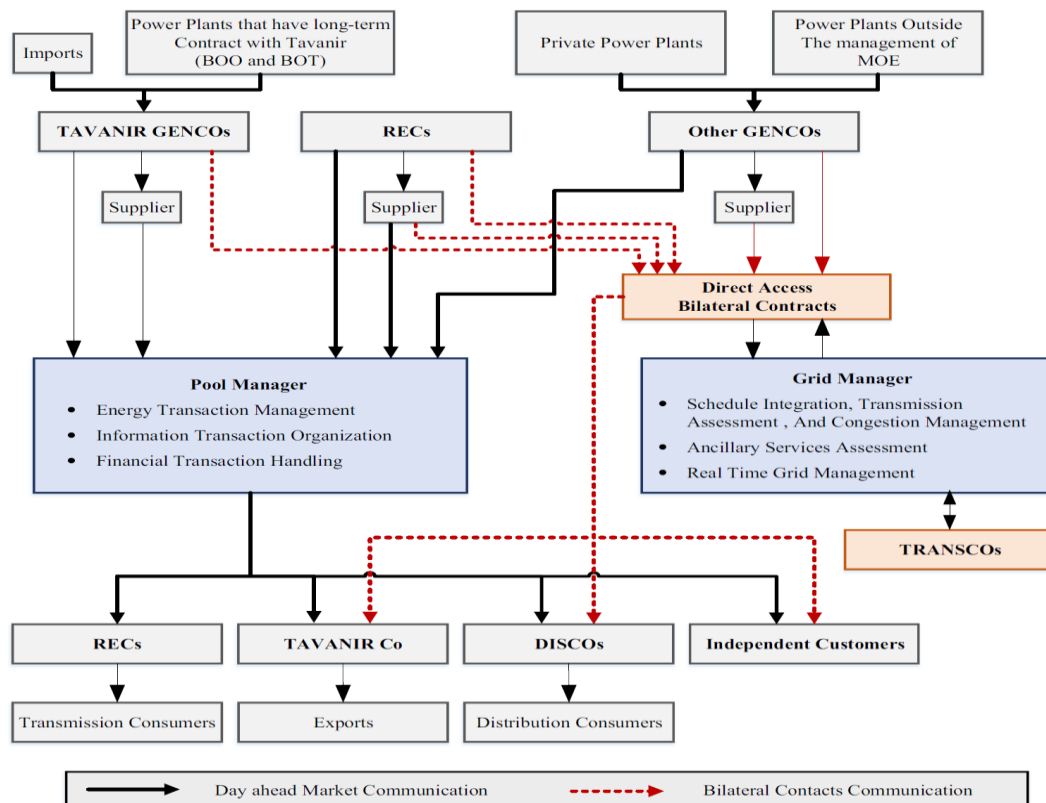 Imports
Power Plants that have long-term
Contract with Tavanir
(BOO and BOT)
Private Power Plants
Power Plants Outside
The management of
MOE
TAVANIR GENCOs
RECs
Other GENCOs
Supplier
Supplier
Supplier
Direct Access
Bilateral Contracts
Pool Manager
• Energy Transaction Management
• Information Transaction Organization
• Financial Transaction Handling
Grid Manager
• Schedule Integration, Transmission
Assessment , And Congestion Management
• Ancillary Services Assessment
• Real Time Grid Management
TRANSCOs
RECs
TAVANIR Co
DISCOs
Independent Customers
Transmission Consumers
Exports
Distribution Consumers
Day ahead Market Communication
Bilateral Contacts Communication